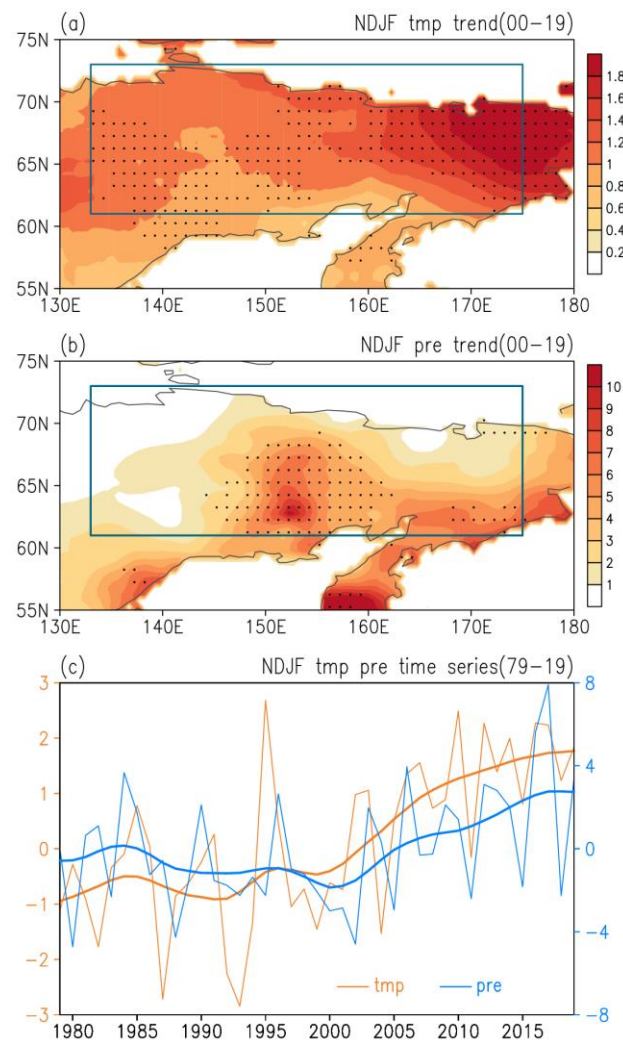 (a) NDJF tmp trend(00−19)
75N
70N
65N
60N
55N
130E 140E 150E 160E 170E 180
1.8
1.6
1.4
1.2
1
0.8
0.6
0.4
0.2
(b) NDJF pre trend(00−19)
75N
70N
65N
60N
55N
130E 140E 150E 160E 170E 180
10
9
8
7
6
5
4
3
2
1
(c) NDJF tmp pre time series(79−19)
3 8
2
4
1
0 0
−1
−4
−2
−3 −8
tmp pre
1980 1985 1990 1995 2000 2005 2010 2015